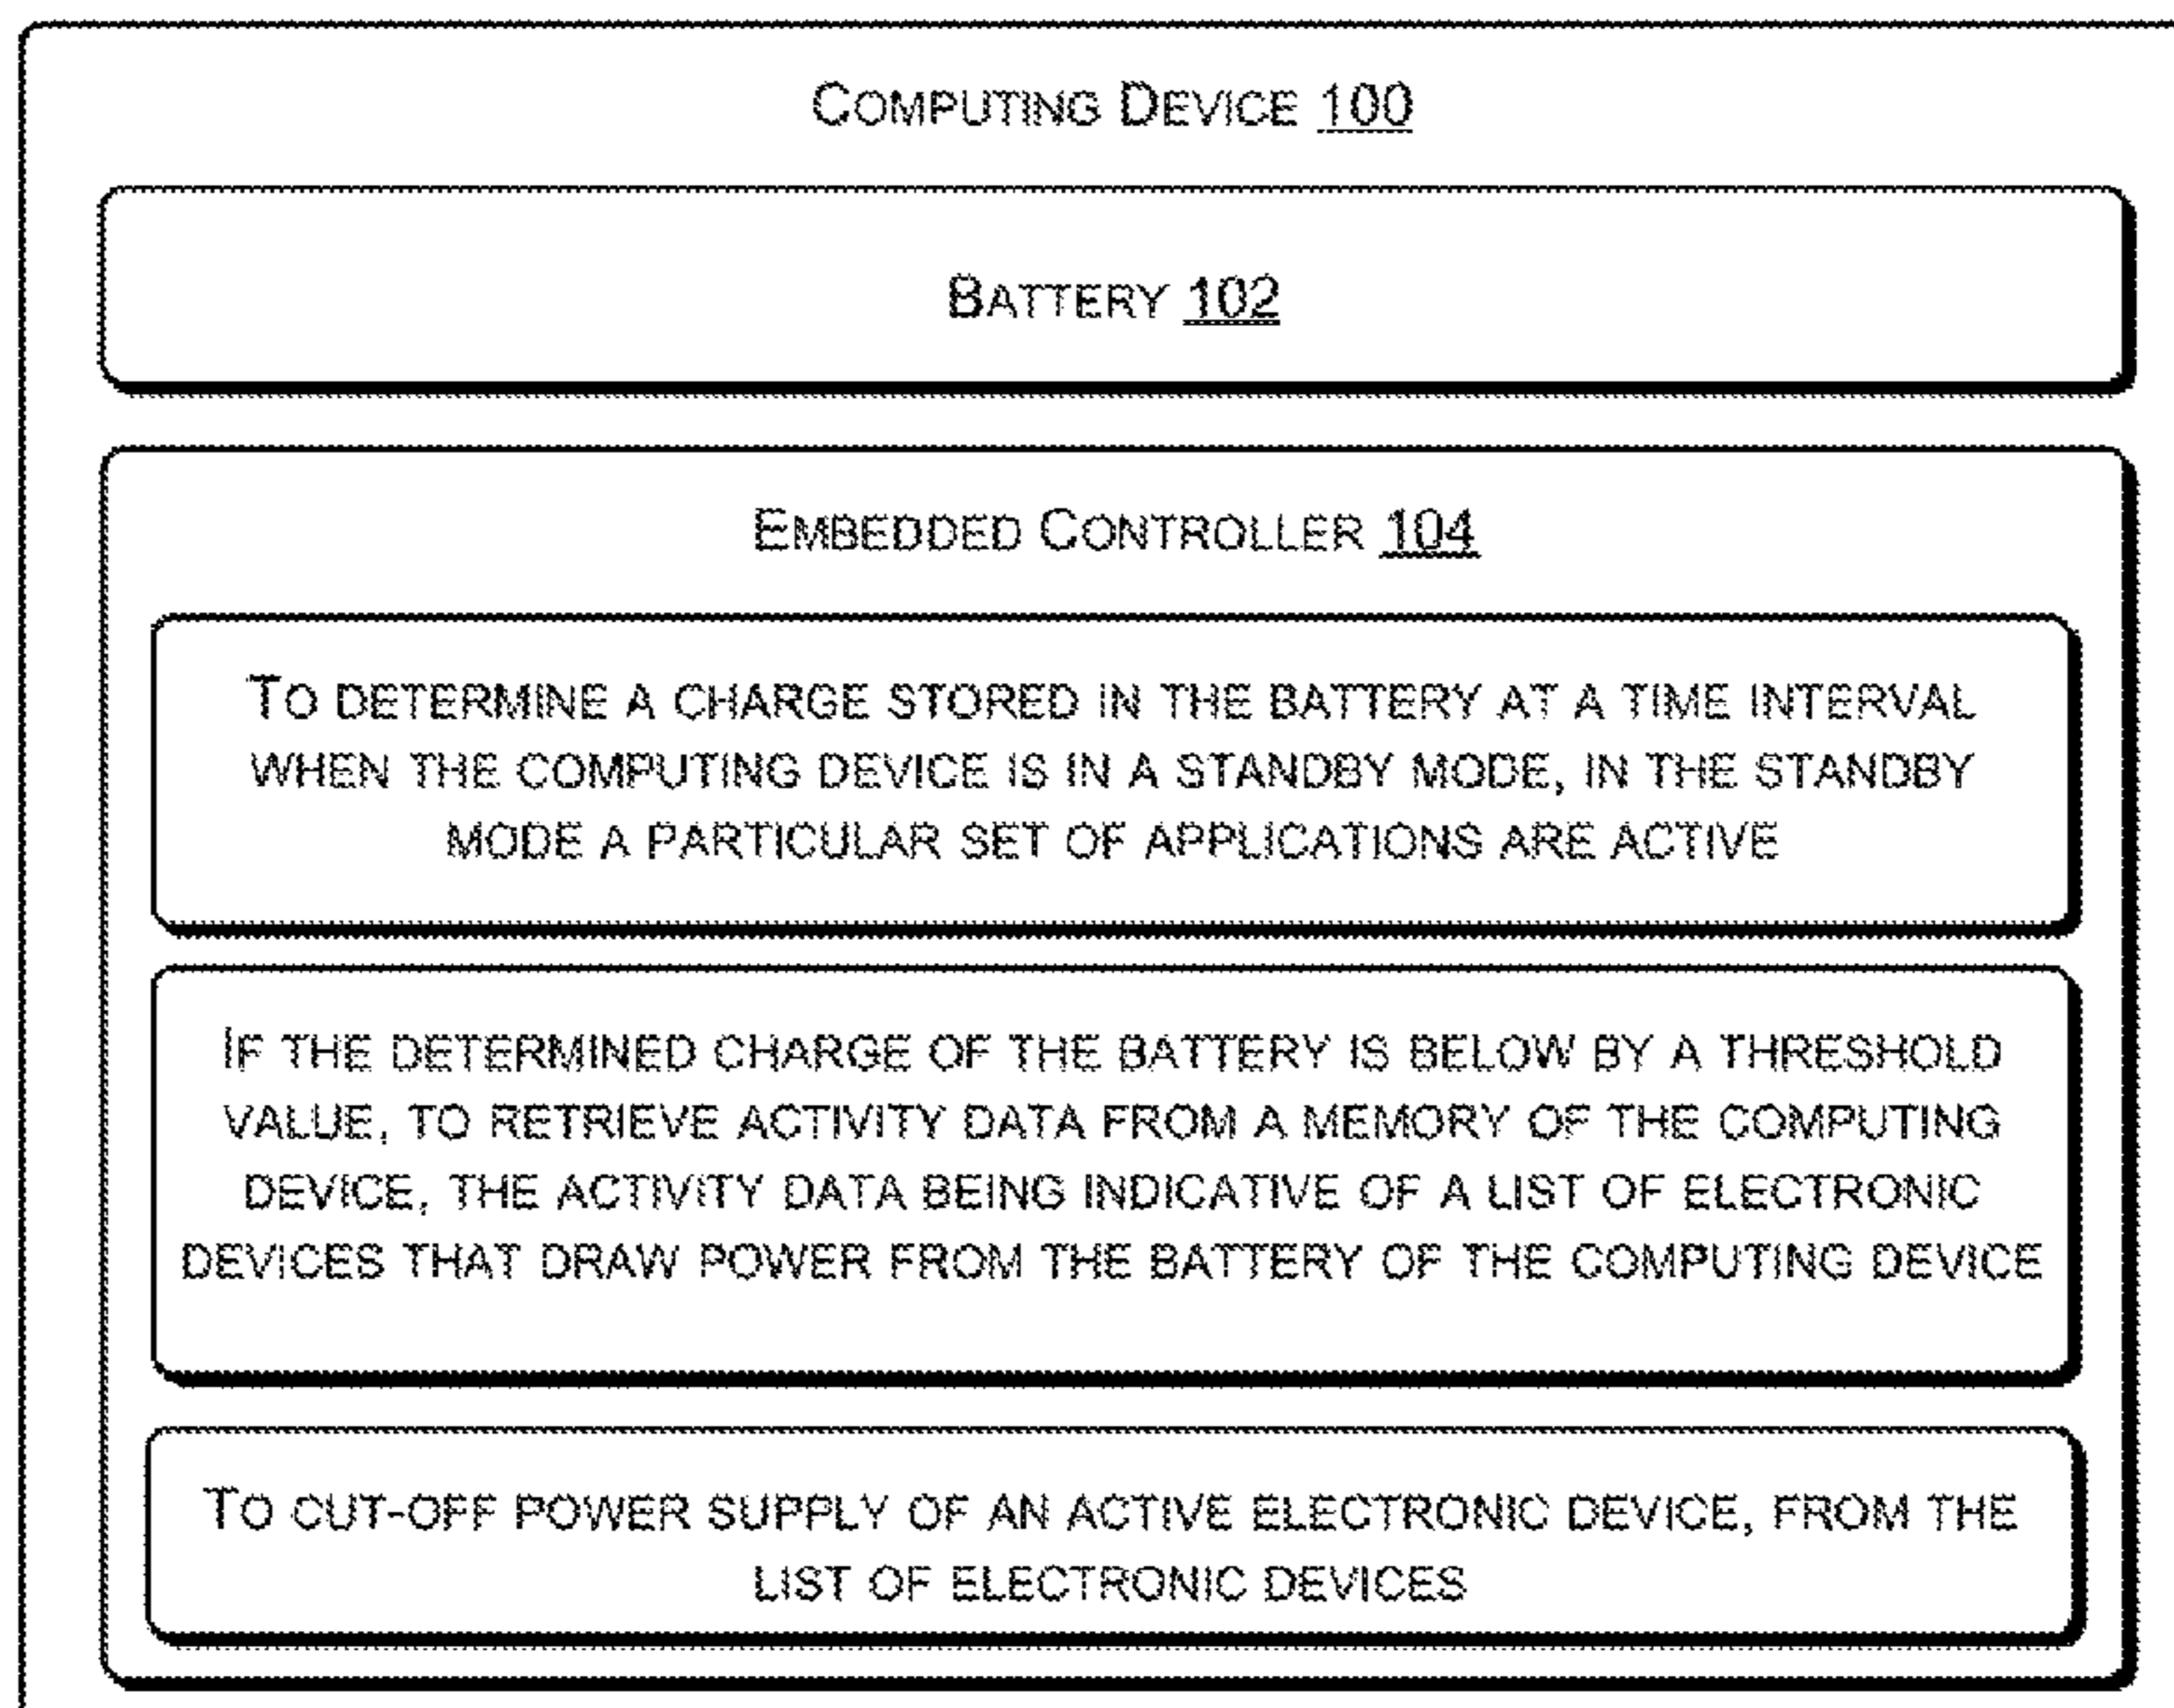 COMPUTING DEVICE 100
BATTERY 102
EMBEDDED CONTROLLER 104
TO DETERMINE A CHARGE STORED IN THE BATTERY AT A TIME INTERVAL
WHEN THE COMPUTING DEVICE IS IN A STANDBY MODE, IN THE STANDBY
MODE A PARTICULAR SET OF APPLICATIONS ARE ACTIVE
IF THE DETERMINED CHARGE OF THE BATTERY IS BELOW BY A THRESHOLD
VALUE, TO RETRIEVE ACTIVITY DATA FROM A MEMORY OF THE COMPUTING
DEVICE, THE ACTIVITY DATA BEING INDICATIVE OF A LIST OF ELECTRONIC
DEVICES THAT DRAW POWER FROM THE BATTERY OF THE COMPUTING DEVICE
TO CUT-OFF POWER SUPPLY OF AN ACTIVE ELECTRONIC DEVICE, FROM THE
LIST OF ELECTRONIC DEVICES